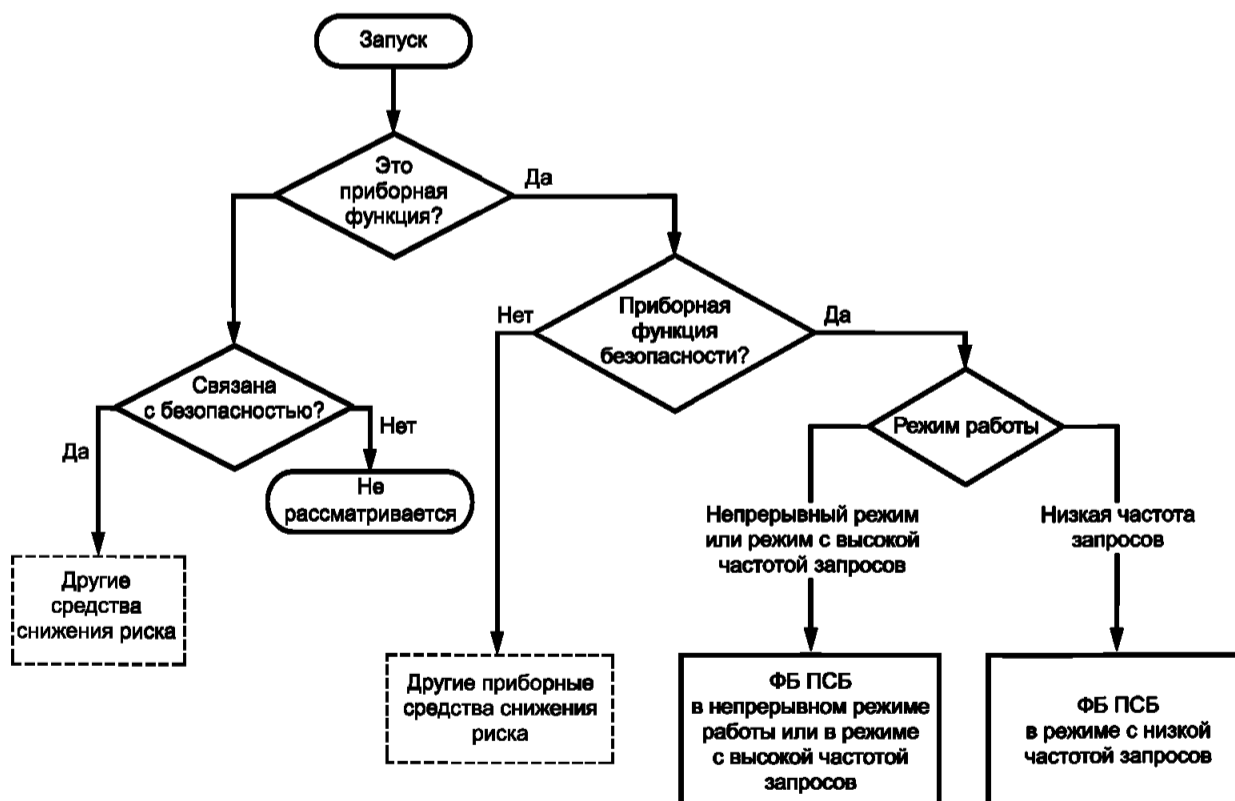 Запуск
Это
приборная
функция?
Да
Приборная
функция
безопасности?
Нет
Да
Связана
с безопасностью?
Да
Нет
Не
рассматривается
Режим работы
Непрерывный режим
или режим с высокой
частотой запросов
Низкая частота
запросов
Другие
средства
снижения риска
Другие приборные
средства снижения
риска
ФБ ПСБ
в непрерывном режиме
работы или в режиме
с высокой частотой
запросов
ФБ ПСБ
в режиме с низкой
частотой запросов